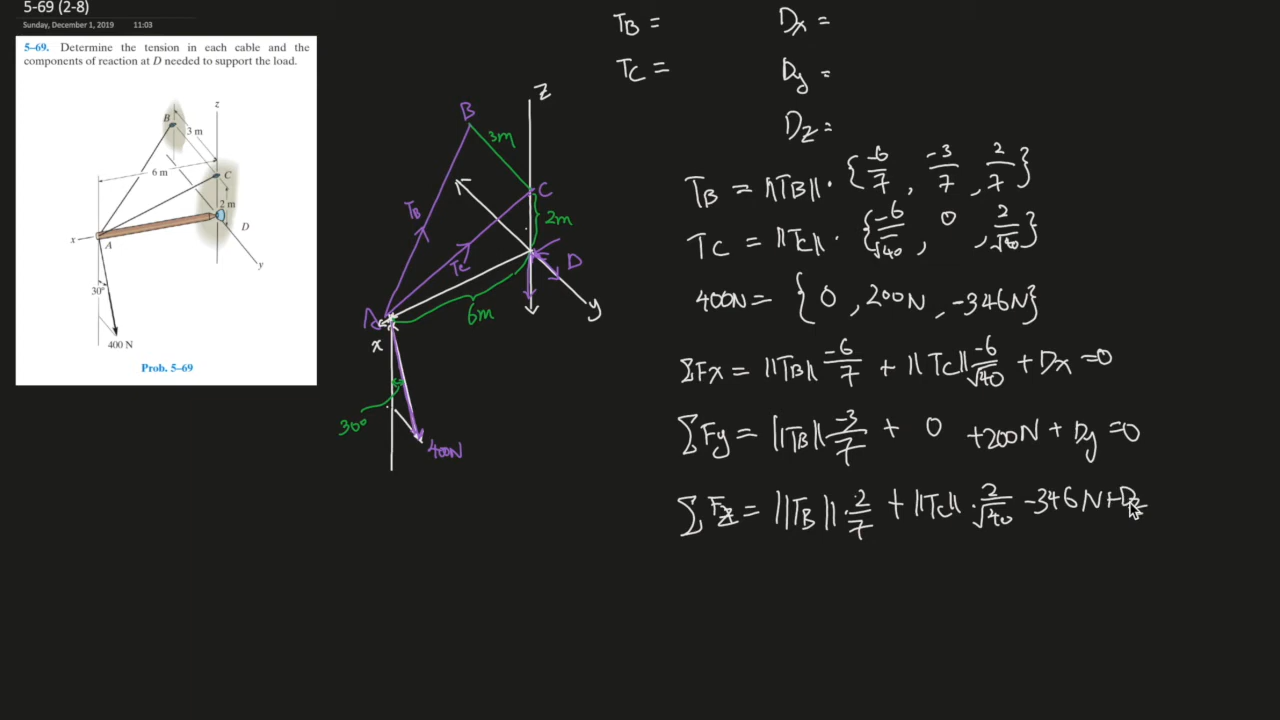 5-69 (2-8)
Sunday, December 1, 2019 11:03
5–69. Determine the tension in each cable and the
components of reaction at D needed to support the load.
z
B
3 m
6 m
C
2 m
D
x
A
y
30°
400 N
Prob. 5–69
z
B
3m
C
2m
TB
Tc
D
6m
y
A
x
30°
400N
TB =
Dx =
TC =
Dy =
Dz =
TB = ||TB|| · {-6/7, -3/7, 2/7}
TC = ||TC|| · {-6/√40, 0, 2/√40}
400N = {0, 200N, -346N}
ΣFx = ||TB|| -6/7 + ||TC|| -6/√40 + Dx = 0
ΣFy = ||TB|| · -3/7 + 0 +200N + Dy = 0
ΣFz = ||TB|| · 2/7 + ||TC|| · 2/√40 -346N + Dz